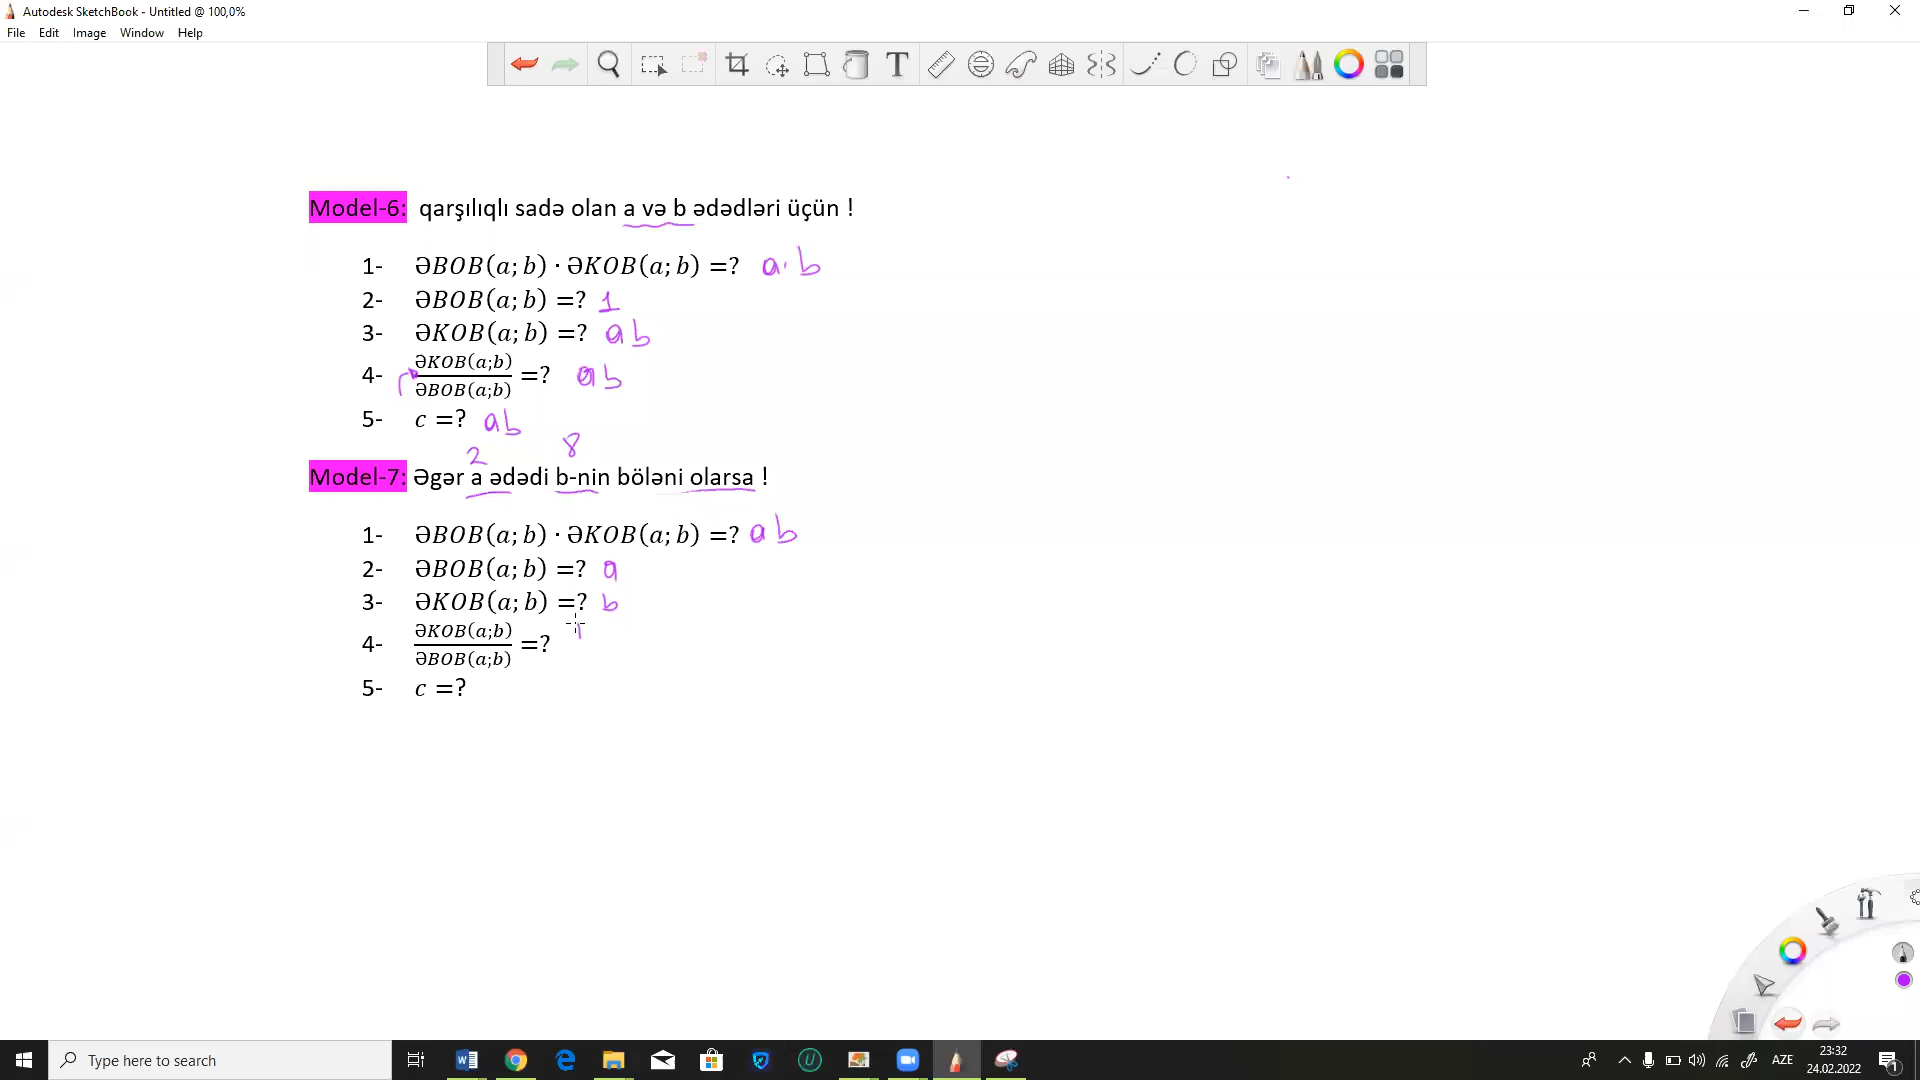 Autodesk SketchBook - Untitled @ 100,0%
File Edit Image Window Help
T
Model-6: qarşılıqlı sadə olan a və b ədədləri üçün !
1- ƏBOB(a; b) · ƏKOB(a; b) =? a·b
2- ƏBOB(a; b) =? 1
3- ƏKOB(a; b) =? ab
4- ƏKOB(a;b)/ƏBOB(a;b) =? ab
5- c =? ab
2 8
Model-7: Əgər a ədədi b-nin böləni olarsa !
1- ƏBOB(a; b) · ƏKOB(a; b) =? ab
2- ƏBOB(a; b) =? a
3- ƏKOB(a; b) =? b
4- ƏKOB(a;b)/ƏBOB(a;b) =?
5- c =?
Type here to search
AZE
23:32
24.02.2022
1